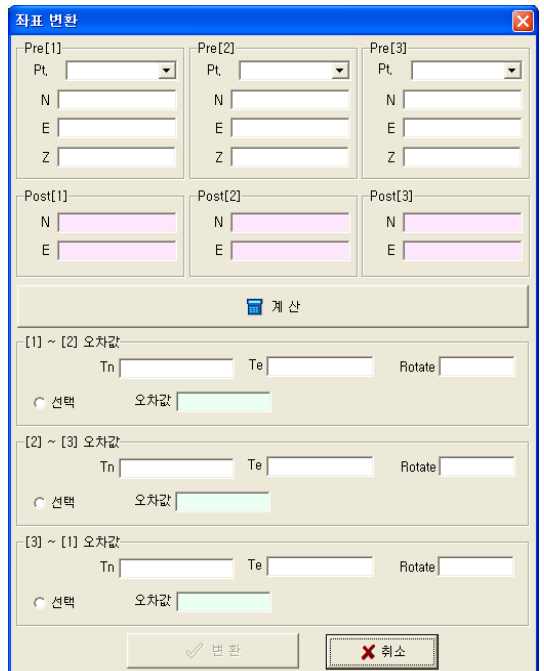 좌표 변환
Pre[1] Pre[2] Pre[3]
Pt. Pt. Pt.
N N N
E E E
Z Z Z
Post[1] Post[2] Post[3]
N N N
E E E
계 산
[1] ~ [2] 오차값
Tn Te Rotate
선택 오차값
[2] ~ [3] 오차값
Tn Te Rotate
선택 오차값
[3] ~ [1] 오차값
Tn Te Rotate
선택 오차값
변 환 취소